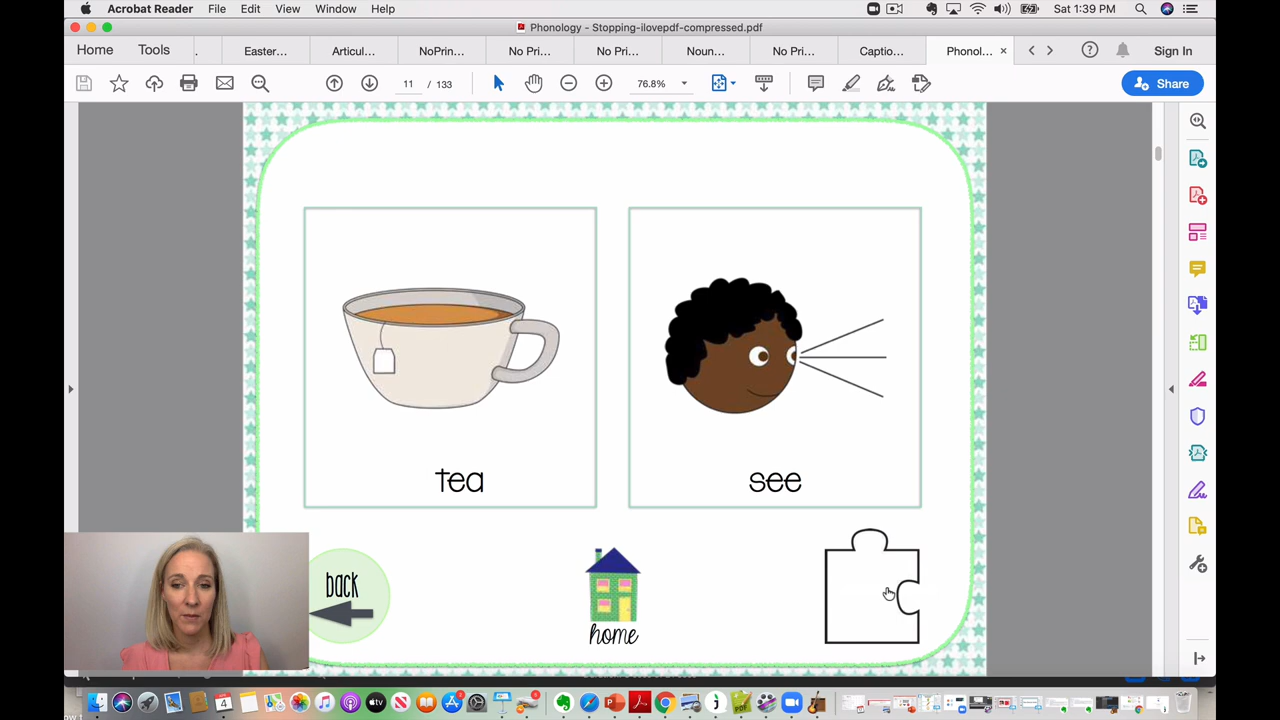 Acrobat Reader File Edit View Window Help Sat 1:39 PM
Phonology - Stopping-ilovepdf-compressed.pdf
Home Tools . Easter... Articul... NoPrin... No Pri... No Pri... Noun... No Pri... Captio... Phonol... × Sign In
11 / 133 76.8% Share
tea see
back
home